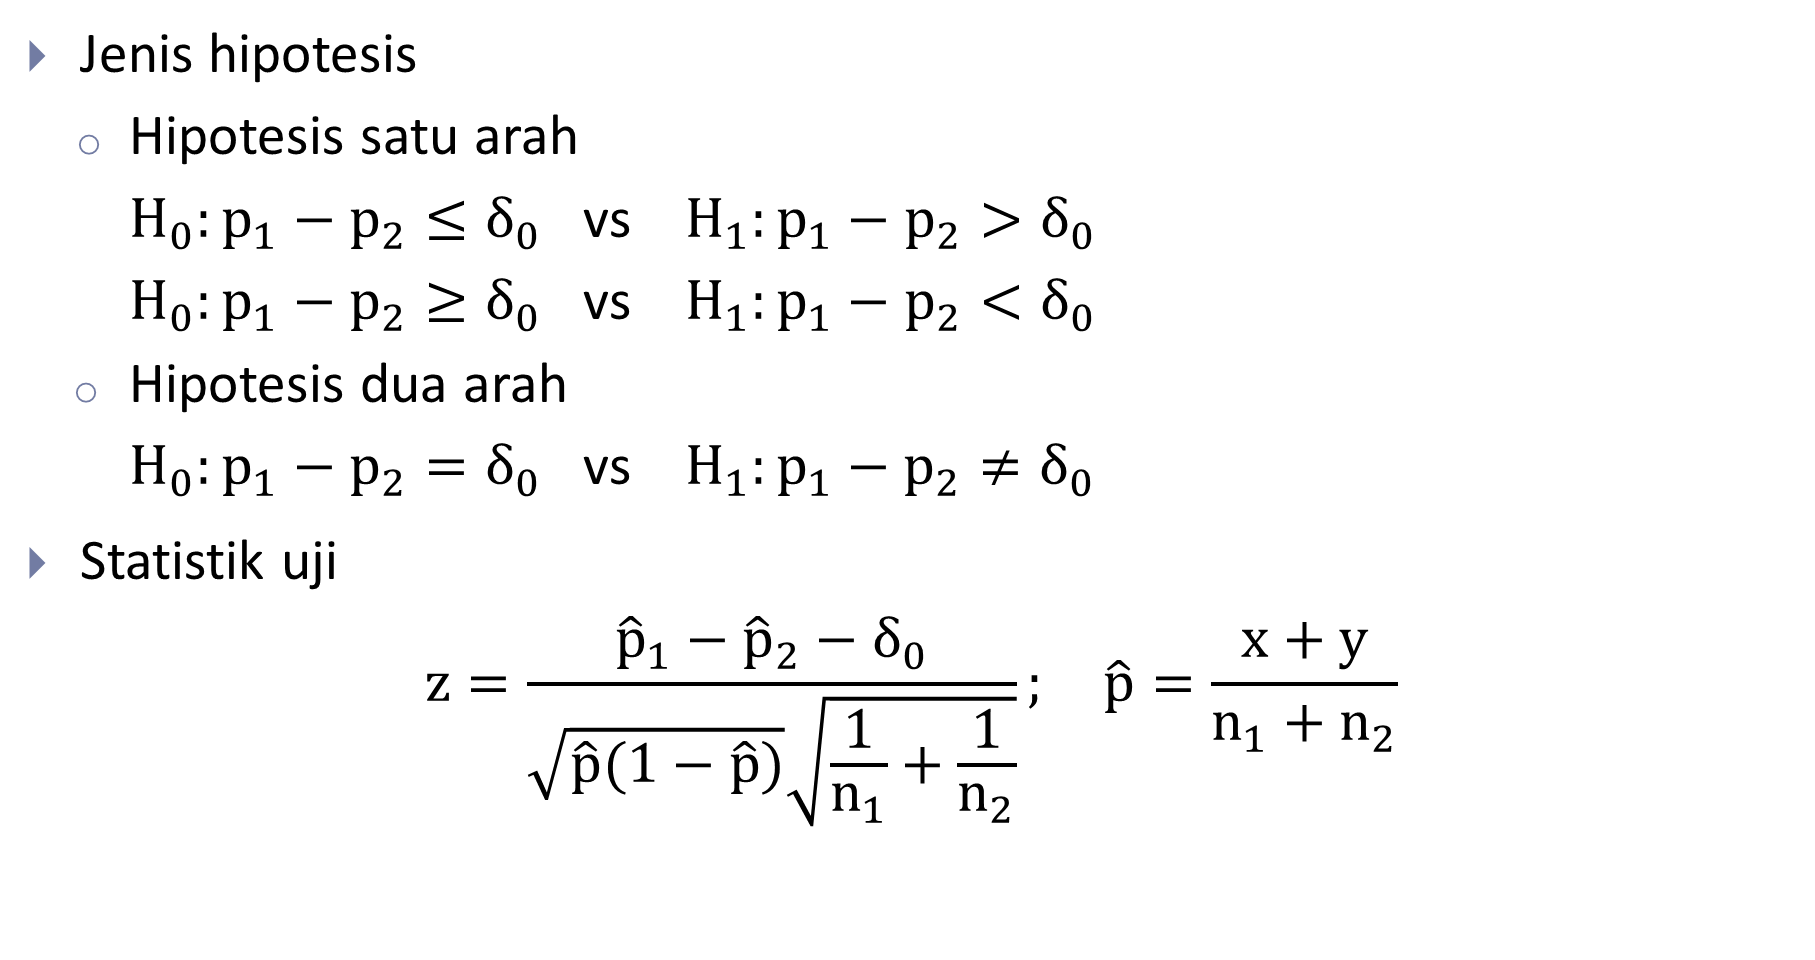 Jenis hipotesis
Hipotesis satu arah
H₀: p₁ − p₂ ≤ δ₀ vs H₁: p₁ − p₂ > δ₀
H₀: p₁ − p₂ ≥ δ₀ vs H₁: p₁ − p₂ < δ₀
Hipotesis dua arah
H₀: p₁ − p₂ = δ₀ vs H₁: p₁ − p₂ ≠ δ₀
Statistik uji
z = (p̂₁ − p̂₂ − δ₀) / (√(p̂(1 − p̂)) √(1/n₁ + 1/n₂)); p̂ = (x + y) / (n₁ + n₂)